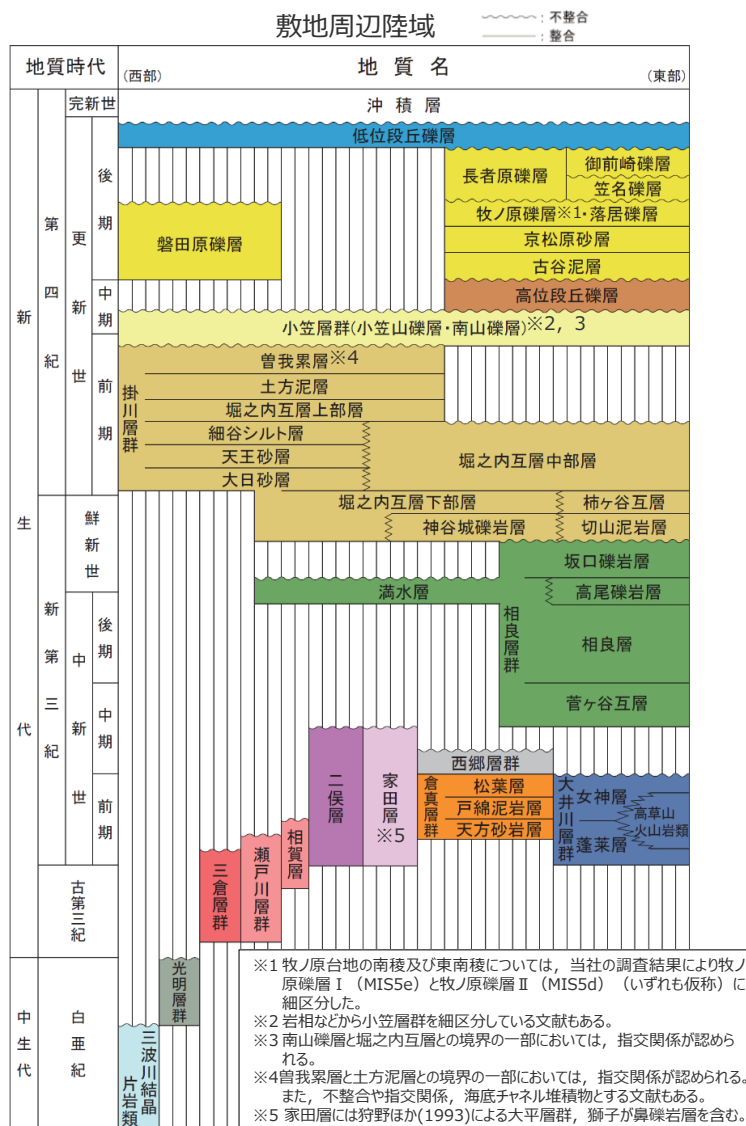 敷地周辺陸域
：不整合
：整合
地質時代
(西部)
地質名
(東部)
新生代
第四紀
完新世
更新世
後期
中期
前期
沖積層
低位段丘礫層
長者原礫層
御前崎礫層
笠名礫層
牧ノ原礫層※1・落居礫層
磐田原礫層
京松原砂層
古谷泥層
高位段丘礫層
小笠層群(小笠山礫層・南山礫層)※2, 3
掛川層群
曽我累層※4
土方泥層
堀之内互層上部層
細谷シルト層
天王砂層
大日砂層
堀之内互層中部層
新第三紀
鮮新世
堀之内互層下部層
柿ヶ谷互層
神谷城礫岩層
切山泥岩層
坂口礫岩層
満水層
高尾礫岩層
相良層群
相良層
菅ヶ谷互層
中新世
後期
中期
前期
二俣層
家田層
※5
西郷層群
倉真層群
松葉層
戸綿泥岩層
天方砂岩層
大井川層群
女神層
高草山
火山岩類
蓬莱層
相賀層
瀬戸川層群
三倉層群
古第三紀
中生代
白亜紀
光明層群
三波川結晶
片岩類
※1 牧ノ原台地の南稜及び東南稜については，当社の調査結果により牧ノ
原礫層Ⅰ（MIS5e）と牧ノ原礫層Ⅱ（MIS5d）（いずれも仮称）に
細区分した。
※2 岩相などから小笠層群を細区分している文献もある。
※3 南山礫層と堀之内互層との境界の一部においては，指交関係が認めら
れる。
※4曽我累層と土方泥層との境界の一部においては，指交関係が認められる。
また，不整合や指交関係，海底チャネル堆積物とする文献もある。
※5 家田層には狩野ほか(1993)による大平層群，獅子が鼻礫岩層を含む。